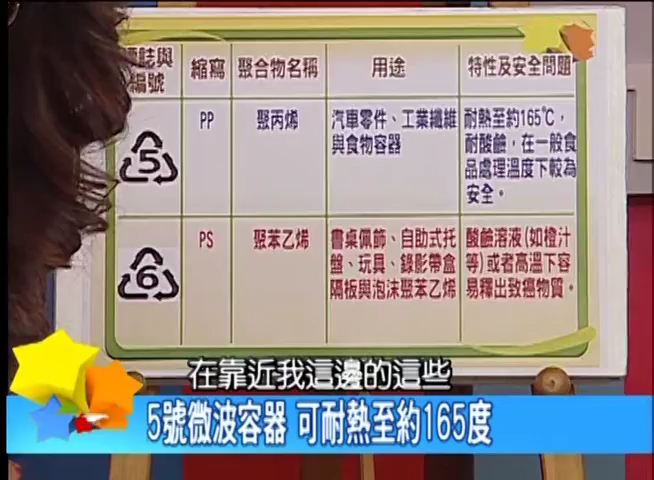 標誌與
編號
縮寫
聚合物名稱
用途
特性及安全問題
5
PP
聚丙烯
汽車零件、工業纖維
與食物容器
耐熱至約165℃,
耐酸鹼,在一般食
品處理溫度下較為
安全。
6
PS
聚苯乙烯
書桌佩飾、自助式托
盤、玩具、錄影帶盒
隔板與泡沫聚苯乙烯
酸鹼溶液(如橙汁
等)或者高溫下容
易釋出致癌物質。
在靠近我這邊的這些
5號微波容器 可耐熱至約165度